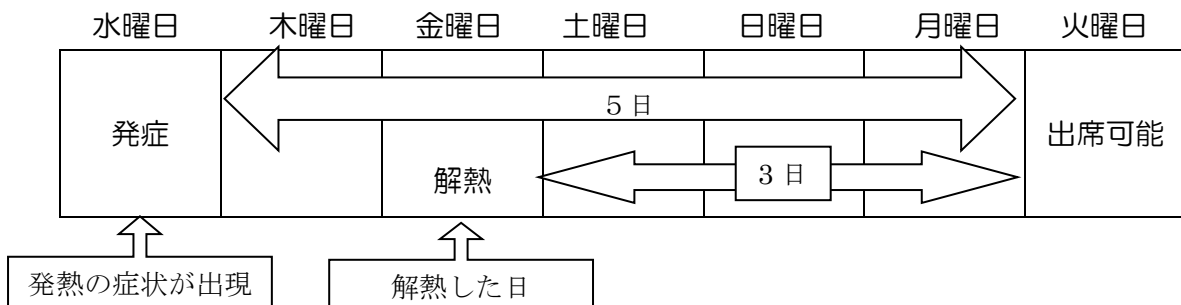 水曜日 木曜日 金曜日 土曜日 日曜日 月曜日 火曜日
5日
発症 出席可能
解熱 3日
発熱の症状が出現 解熱した日